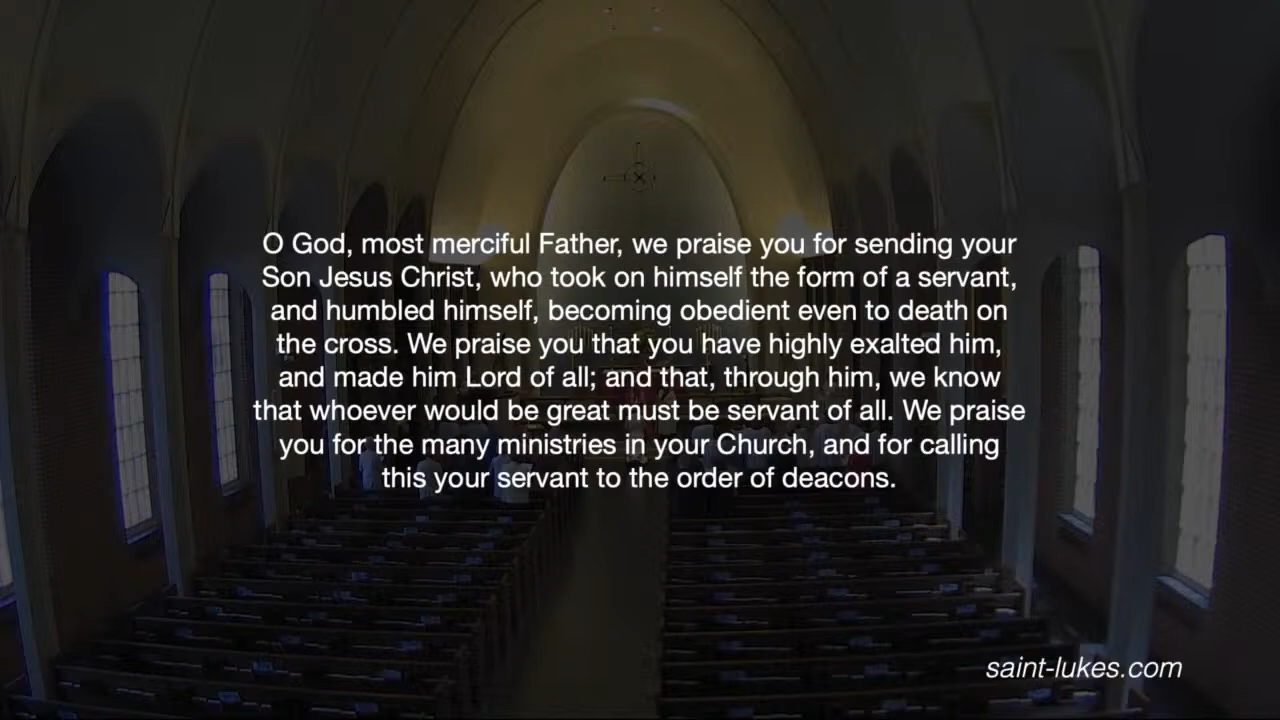 O God, most merciful Father, we praise you for sending your
Son Jesus Christ, who took on himself the form of a servant,
and humbled himself, becoming obedient even to death on
the cross. We praise you that you have highly exalted him,
and made him Lord of all; and that, through him, we know
that whoever would be great must be servant of all. We praise
you for the many ministries in your Church, and for calling
this your servant to the order of deacons.
saint-lukes.com